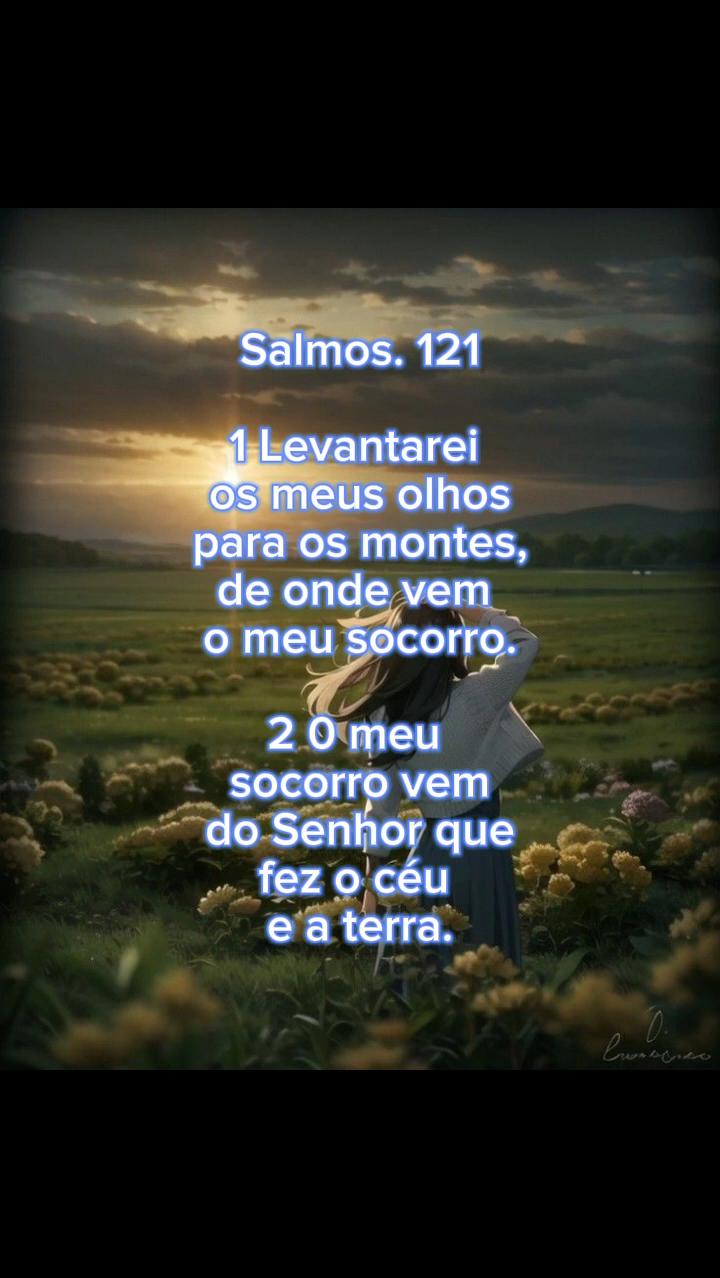 Salmos. 121
1 Levantarei
os meus olhos
para os montes,
de onde vem
o meu socorro.
2 0 meu
socorro vem
do Senhor que
fez o céu
e a terra.